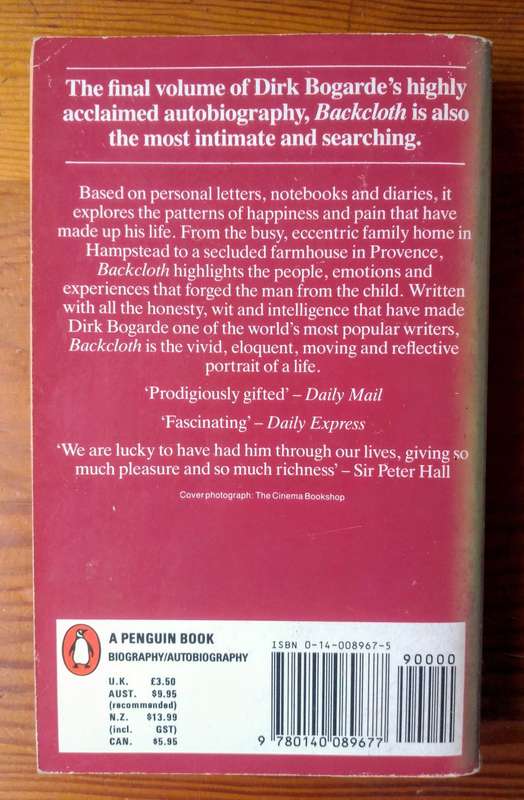 The final volume of Dirk Bogarde's highly
acclaimed autobiography, Backcloth is also
the most intimate and searching.
Based on personal letters, notebooks and diaries, it
explores the patterns of happiness and pain that have
made up his life. From the busy, eccentric family home in
Hampstead to a secluded farmhouse in Provence,
Backcloth highlights the people, emotions and
experiences that forged the man from the child. Written
with all the honesty, wit and intelligence that have made
Dirk Bogarde one of the world's most popular writers,
Backcloth is the vivid, eloquent, moving and reflective
portrait of a life.
'Prodigiously gifted' – Daily Mail
'Fascinating' – Daily Express
'We are lucky to have had him through our lives, giving so
much pleasure and so much richness' – Sir Peter Hall
Cover photograph: The Cinema Bookshop
A PENGUIN BOOK
BIOGRAPHY/AUTOBIOGRAPHY
U.K. £3.50
AUST. $9.95
(recommended)
N.Z. $13.99
(incl. GST)
CAN. $5.95
ISBN 0-14-008967-5
90000
9 780140 089677